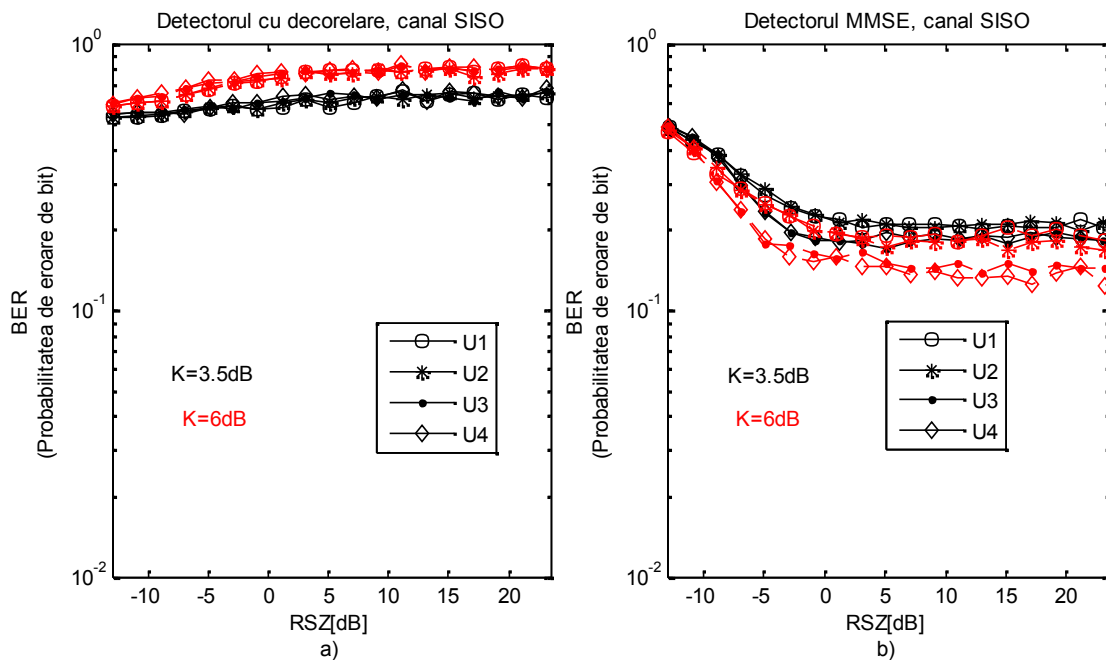 Detectorul cu decorelare, canal SISO
10^0
10^-1
10^-2
BER
(Probabilitatea de eroare de bit)
K=3.5dB
K=6dB
U1
U2
U3
U4
-10 -5 0 5 10 15 20
RSZ[dB]
a)
Detectorul MMSE, canal SISO
10^0
10^-1
10^-2
BER
(Probabilitatea de eroare de bit)
K=3.5dB
K=6dB
U1
U2
U3
U4
-10 -5 0 5 10 15 20
RSZ[dB]
b)